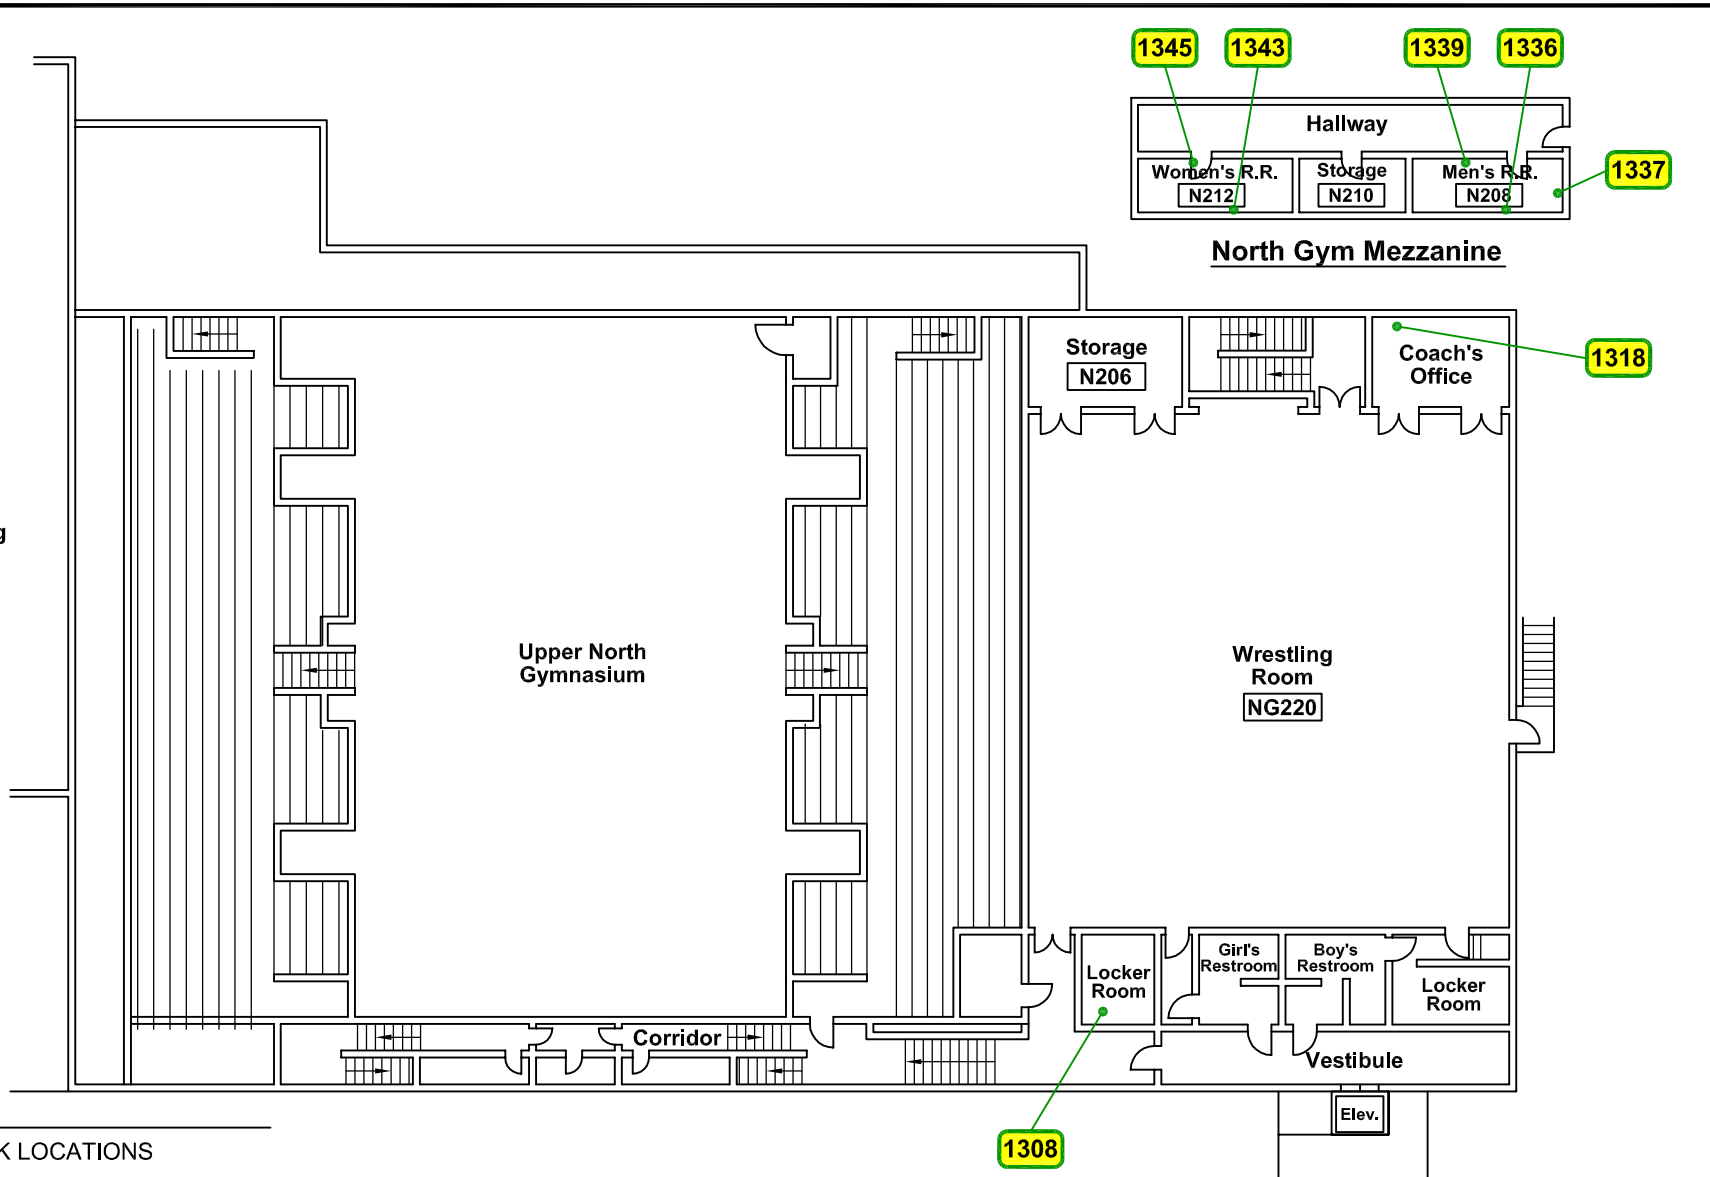 1345
1343
1339
1336
Hallway
1337
Women's R.R.
N212
Storage
N210
Men's R.R.
N208
North Gym Mezzanine
Storage
N206
Coach's
Office
1318
g
Upper North
Gymnasium
Wrestling
Room
NG220
Locker
Room
Girl's
Restroom
Boy's
Restroom
Locker
Room
Corridor
Vestibule
Elev.
1308
K LOCATIONS